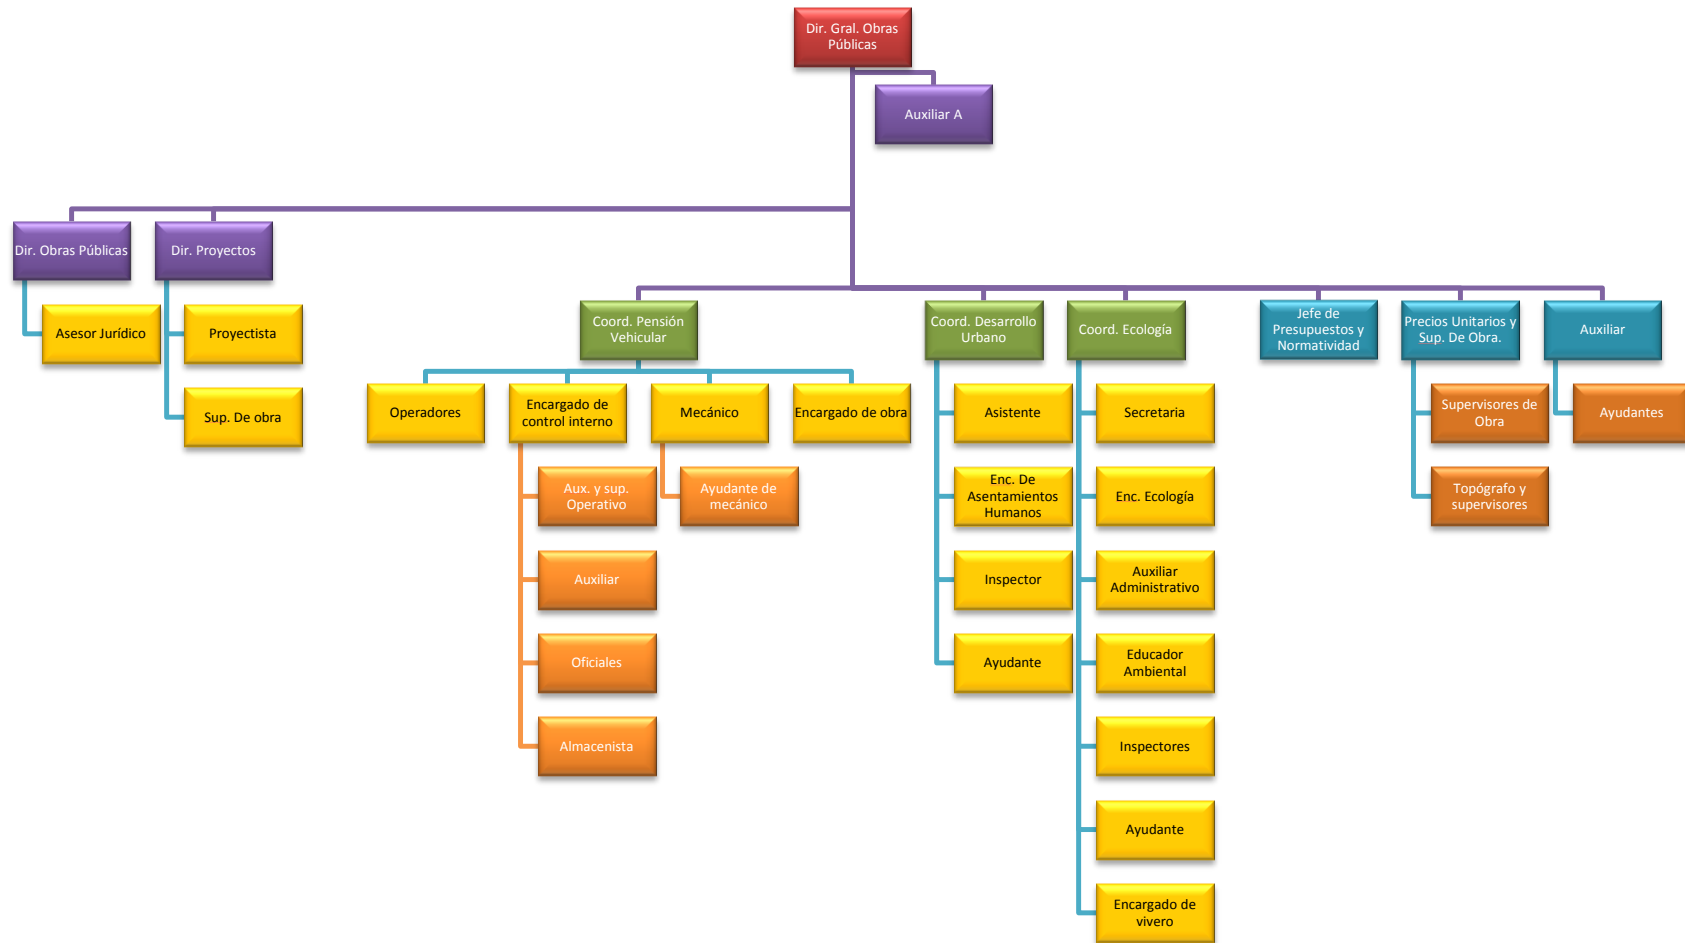 Dir. Gral. Obras
Públicas
Auxiliar A
Dir. Obras Públicas
Dir. Proyectos
Asesor Jurídico
Proyectista
Sup. De obra
Coord. Pensión
Vehicular
Coord. Desarrollo
Urbano
Coord. Ecología
Jefe de
Presupuestos y
Normatividad
Precios Unitarios y
Sup. De Obra.
Auxiliar
Operadores
Encargado de
control interno
Mecánico
Encargado de obra
Aux. y sup.
Operativo
Auxiliar
Oficiales
Almacenista
Ayudante de
mecánico
Asistente
Enc. De
Asentamientos
Humanos
Inspector
Ayudante
Secretaria
Enc. Ecología
Auxiliar
Administrativo
Educador
Ambiental
Inspectores
Ayudante
Encargado de
vivero
Supervisores de
Obra
Topógrafo y
supervisores
Ayudantes